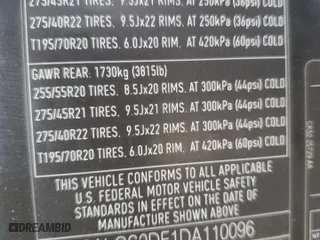 275/45R21 TIRES. 9.5Jx21 RIMS. AT 250kPa (36psi) COLD
275/40R22 TIRES. 9.5Jx22 RIMS. AT 250kPa (36psi) COLD
T195/70R20 TIRES. 6.0Jx20 RIM. AT 420kPa (60psi) COLD
GAWR REAR: 1730kg (3815lb)
255/55R20 TIRES. 8.5Jx20 RIMS. AT 300kPa (44psi) COLD
275/45R21 TIRES. 9.5Jx21 RIMS. AT 300kPa (44psi) COLD
275/40R22 TIRES. 9.5Jx22 RIMS. AT 300kPa (44psi) COLD
T195/70R20 TIRES. 6.0Jx20 RIM. AT 420kPa (60psi) COLD
THIS VEHICLE CONFORMS TO ALL APPLICABLE
U.S. FEDERAL MOTOR VEHICLE SAFETY
STANDARDS IN EFFECT ON THE DATE OF
MANUFACTURE SHOWN ABOVE
DE1DA110096